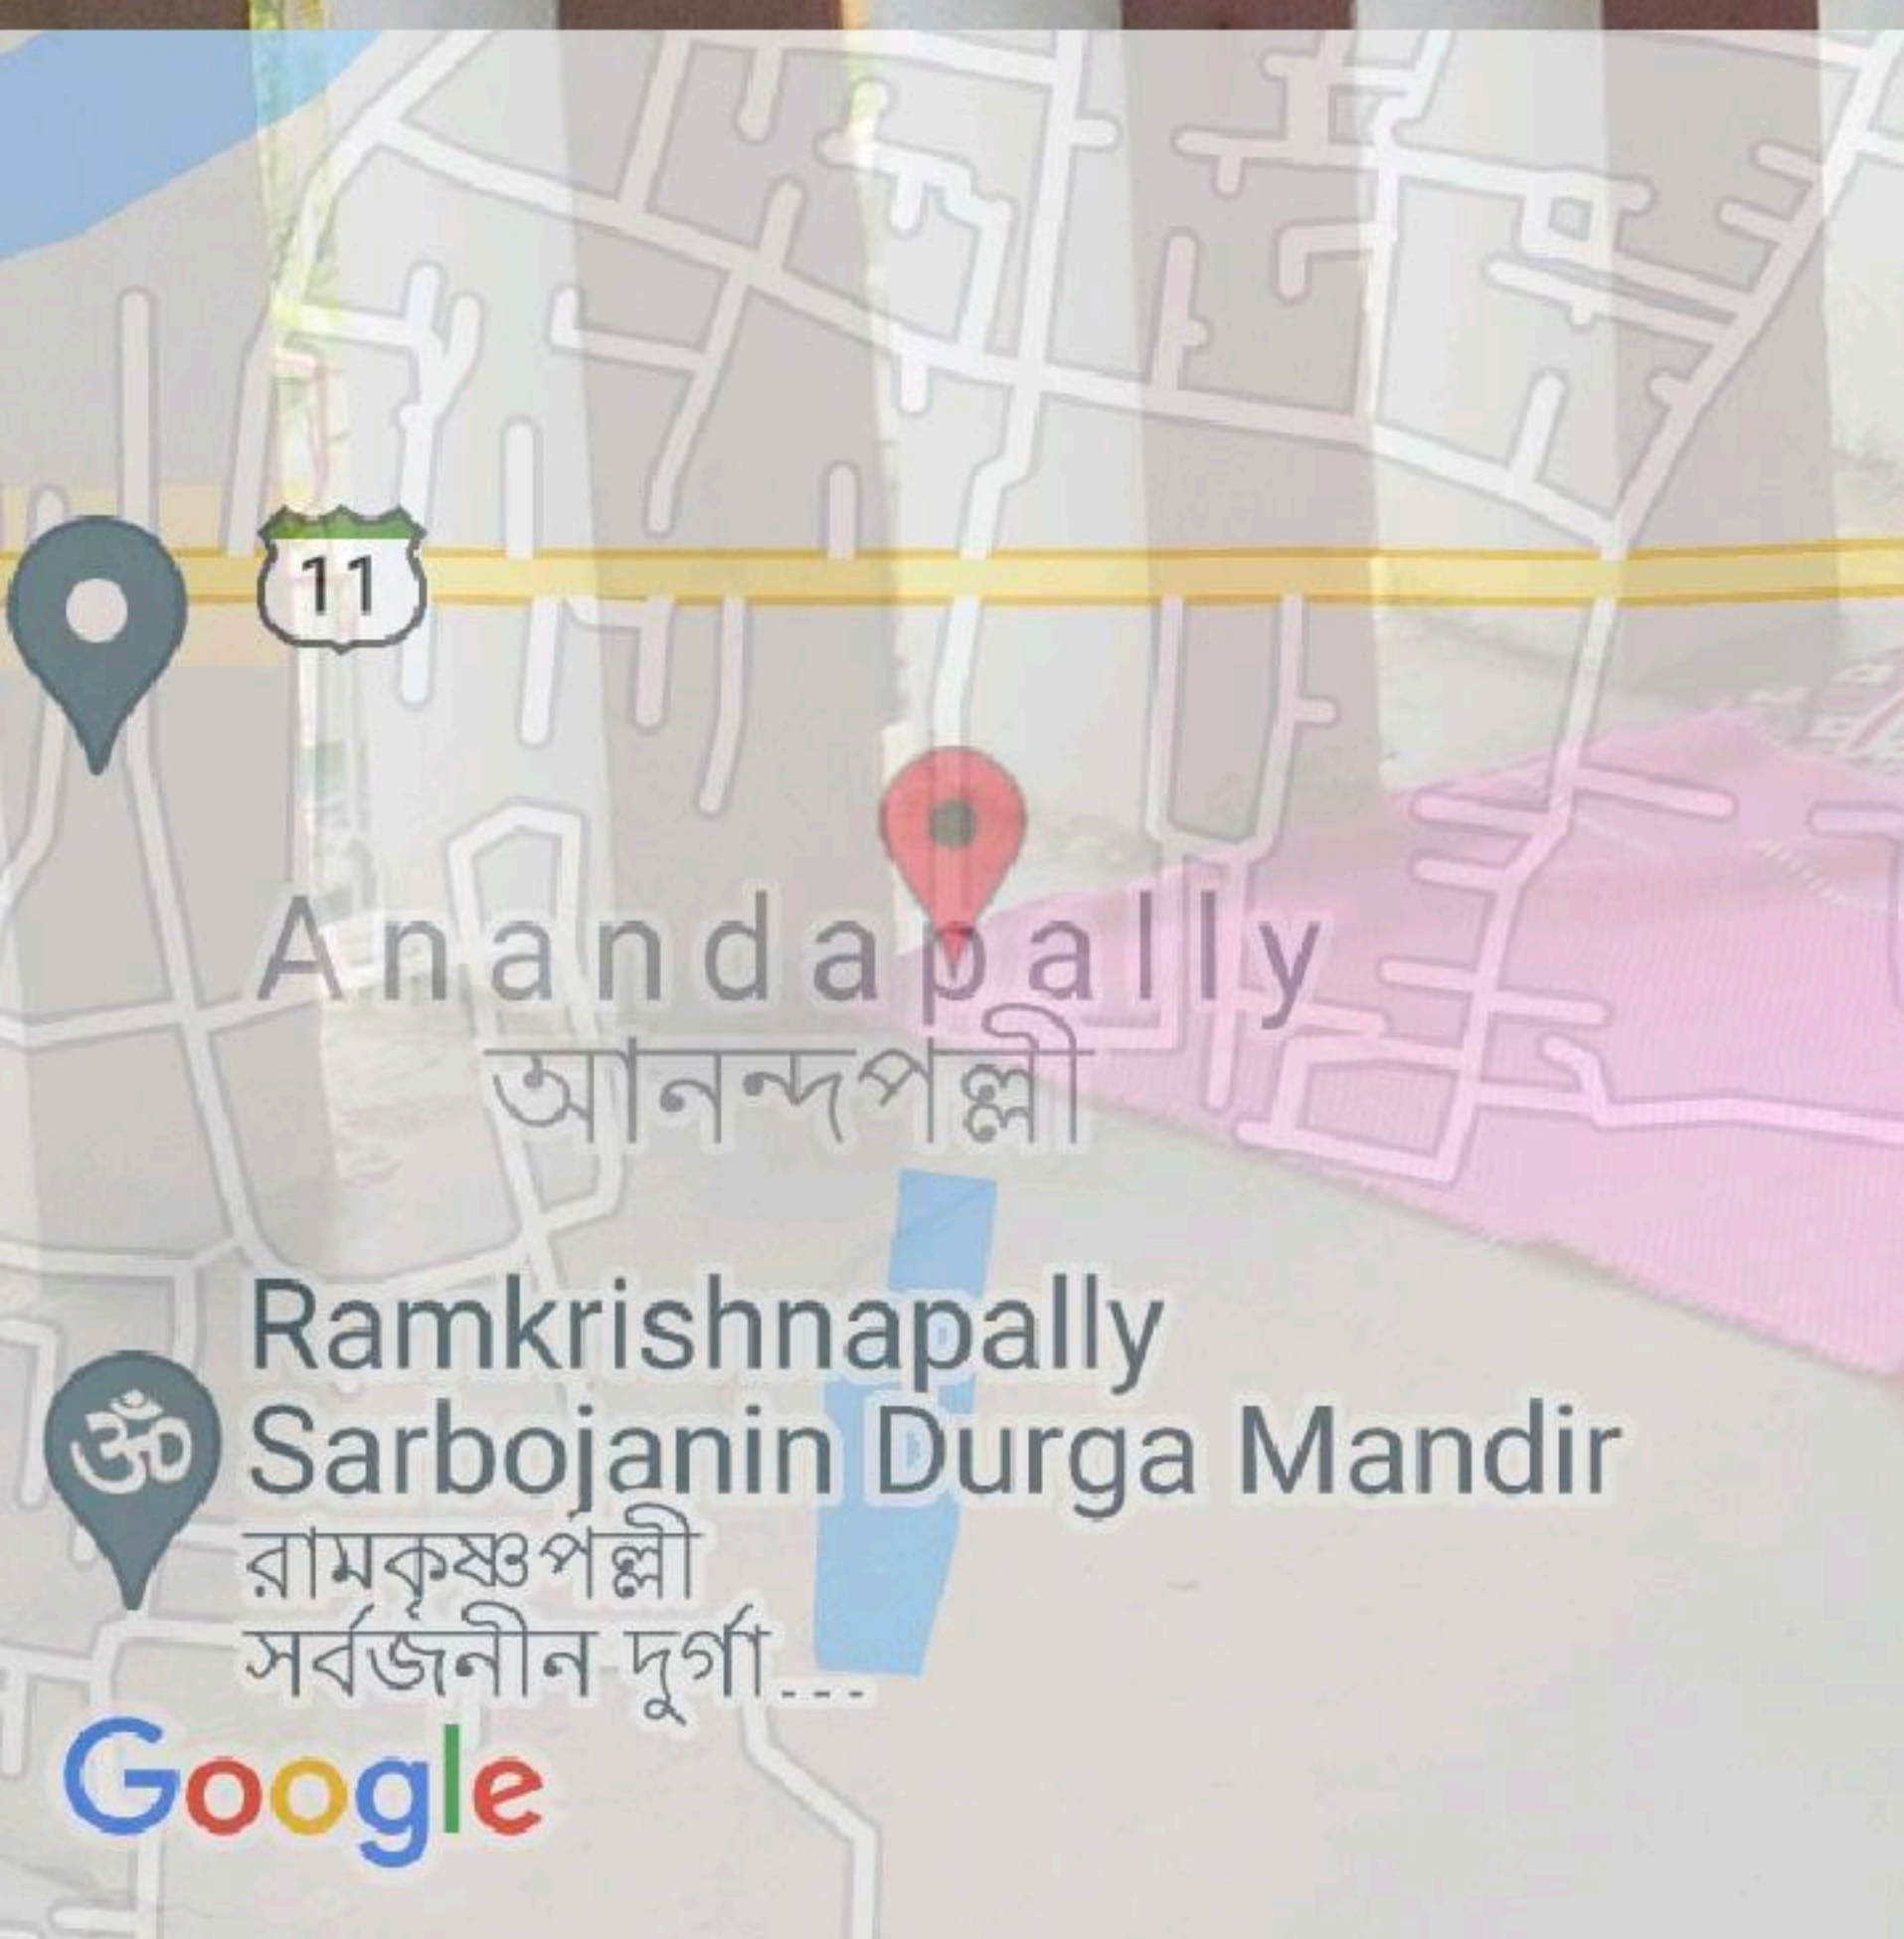 11
Anandapally
আনন্দপল্লী
Ramkrishnapally
Sarbojanin Durga Mandir
রামকৃষ্ণপল্লী
সর্বজনীন দুর্গা...
Google